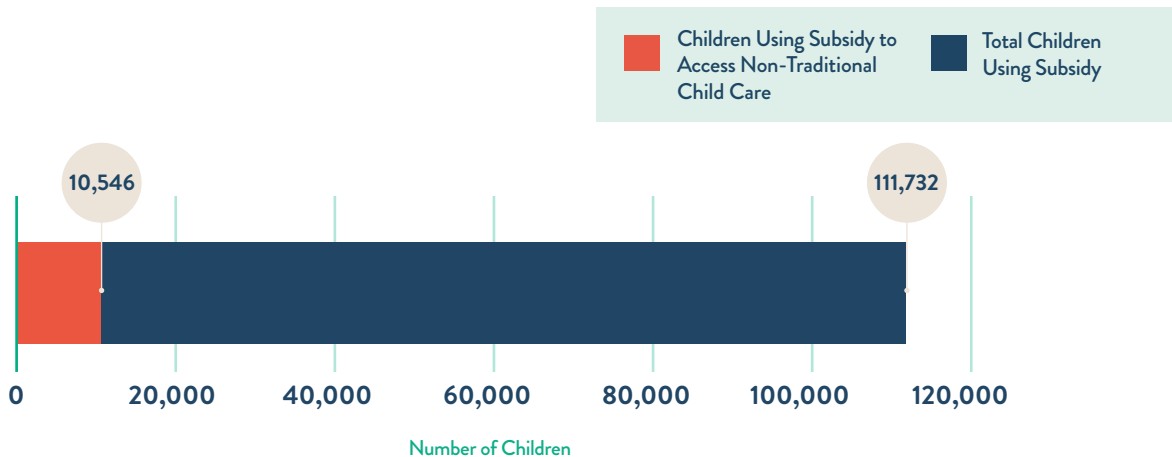 Children Using Subsidy to
Access Non-Traditional
Child Care
Total Children
Using Subsidy
10,546
111,732
0
20,000
40,000
60,000
80,000
100,000
120,000
Number of Children